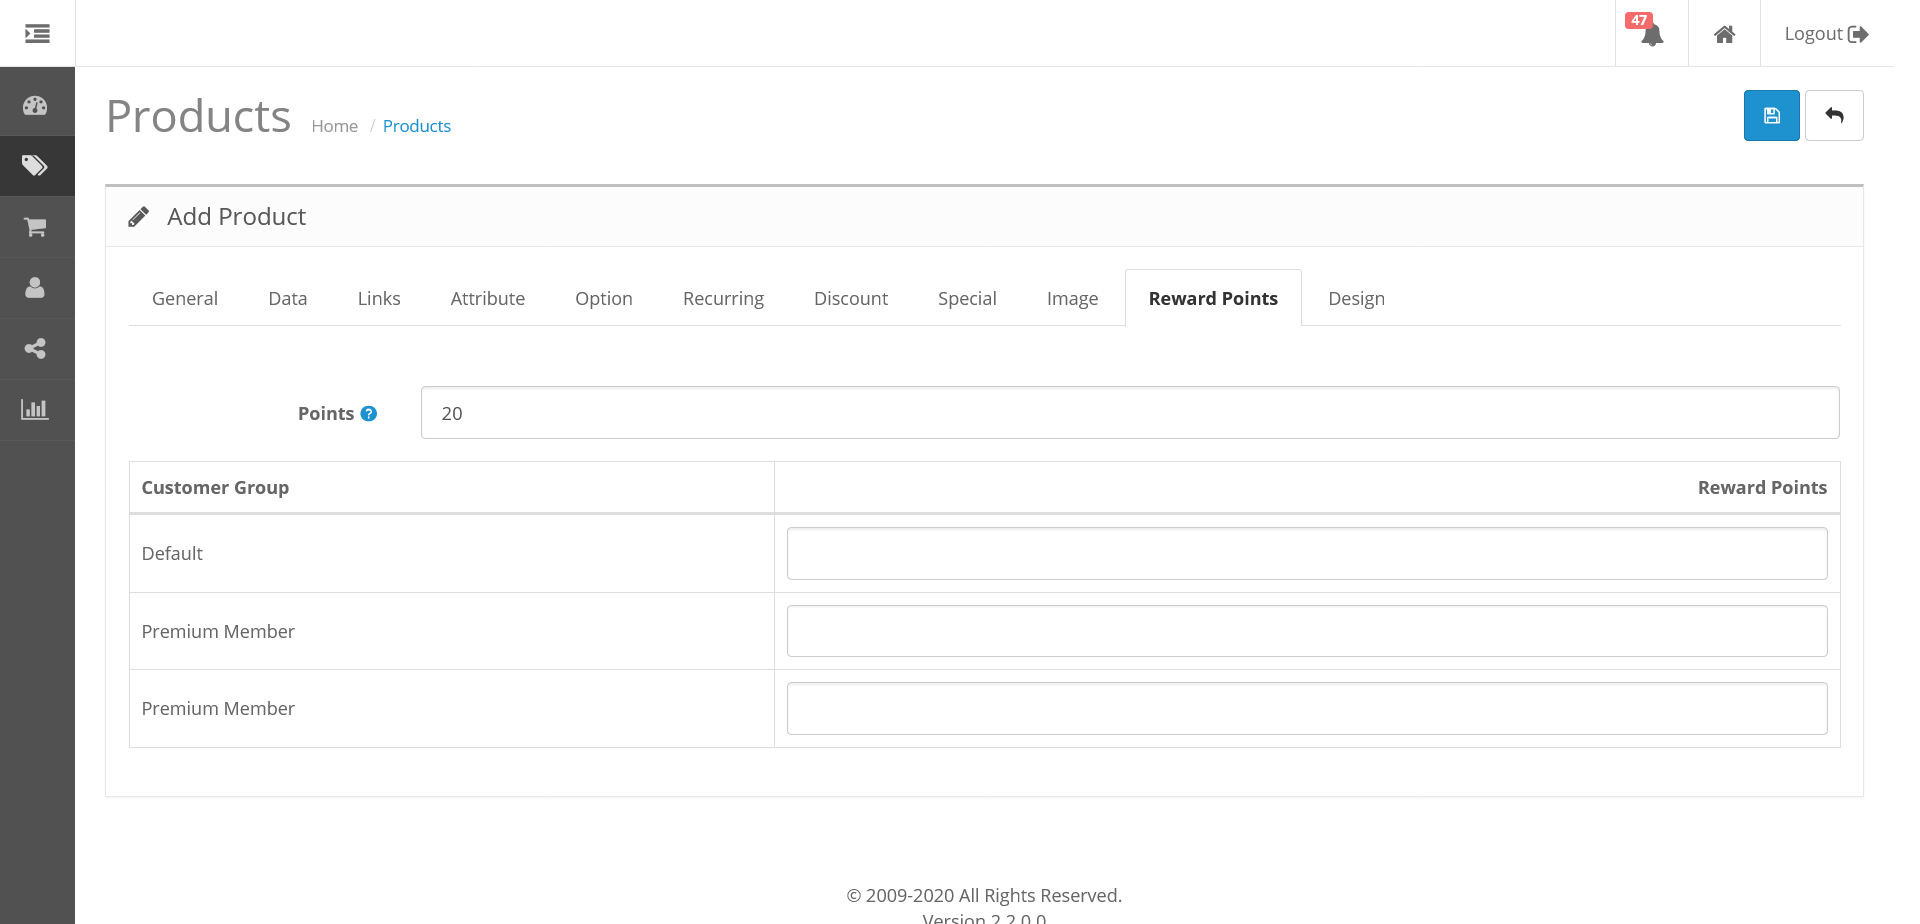 47
Logout
Products
Home / Products
Add Product
General Data Links Attribute Option Recurring Discount Special Image Reward Points Design
Points ?
20
Customer Group Reward Points
Default
Premium Member
Premium Member
© 2009-2020 All Rights Reserved.
Version 2.2.0.0